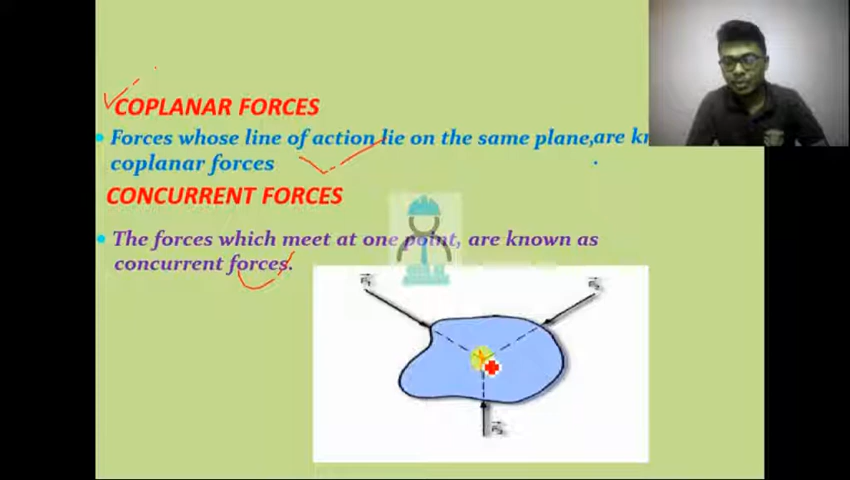 COPLANAR FORCES
Forces whose line of action lie on the same plane, are kn
coplanar forces
CONCURRENT FORCES
The forces which meet at one point, are known as
concurrent forces.